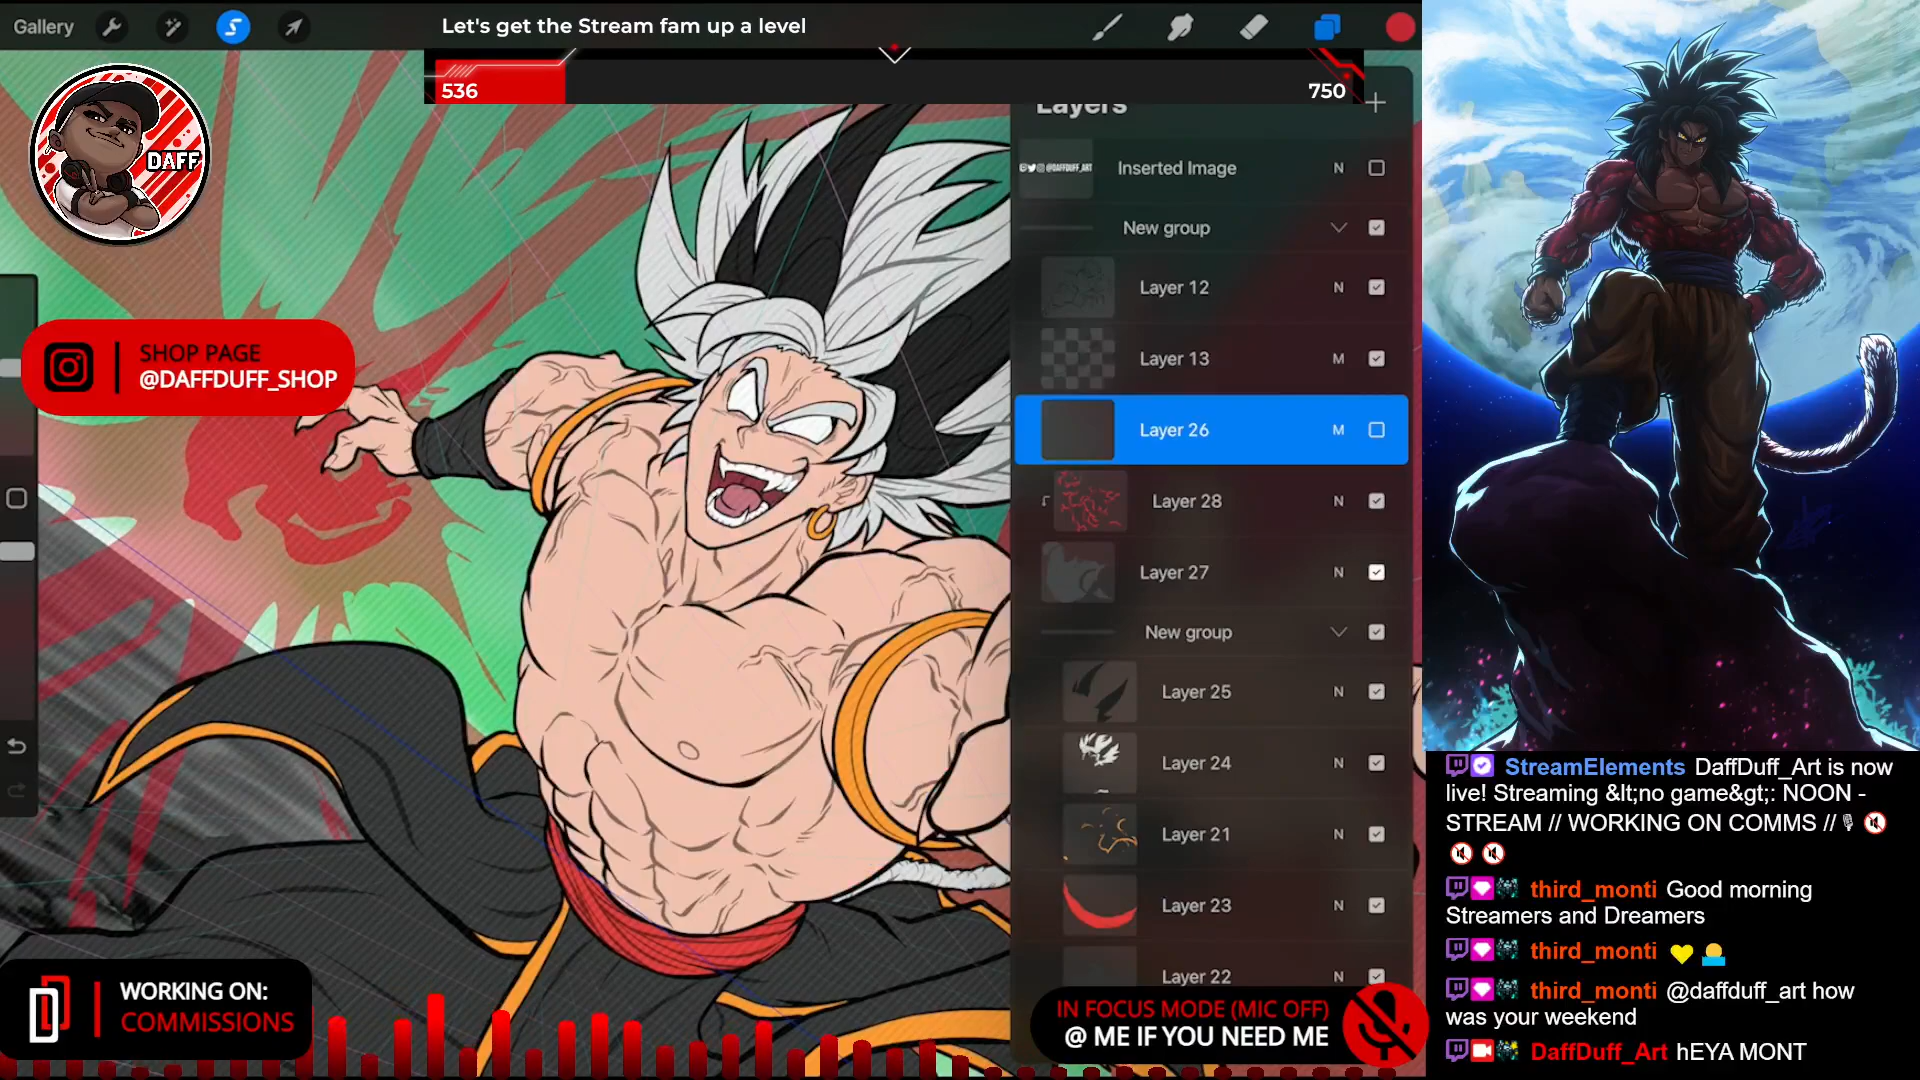 Gallery
Let's get the Stream fam up a level
536
750
Layers
DAFF
@DAFFDUFF_ART
Inserted Image N
New group
Layer 12 N
Layer 13 M
Layer 26 M
Layer 28 N
Layer 27 N
New group
Layer 25 N
Layer 24 N
Layer 21 N
Layer 23 N
Layer 22 N
SHOP PAGE
@DAFFDUFF_SHOP
WORKING ON:
COMMISSIONS
IN FOCUS MODE (MIC OFF)
@ ME IF YOU NEED ME
StreamElements DaffDuff_Art is now
live! Streaming &lt;no game&gt;: NOON -
STREAM // WORKING ON COMMS //
third_monti Good morning
Streamers and Dreamers
third_monti
third_monti @daffduff_art how
was your weekend
DaffDuff_Art hEYA MONT